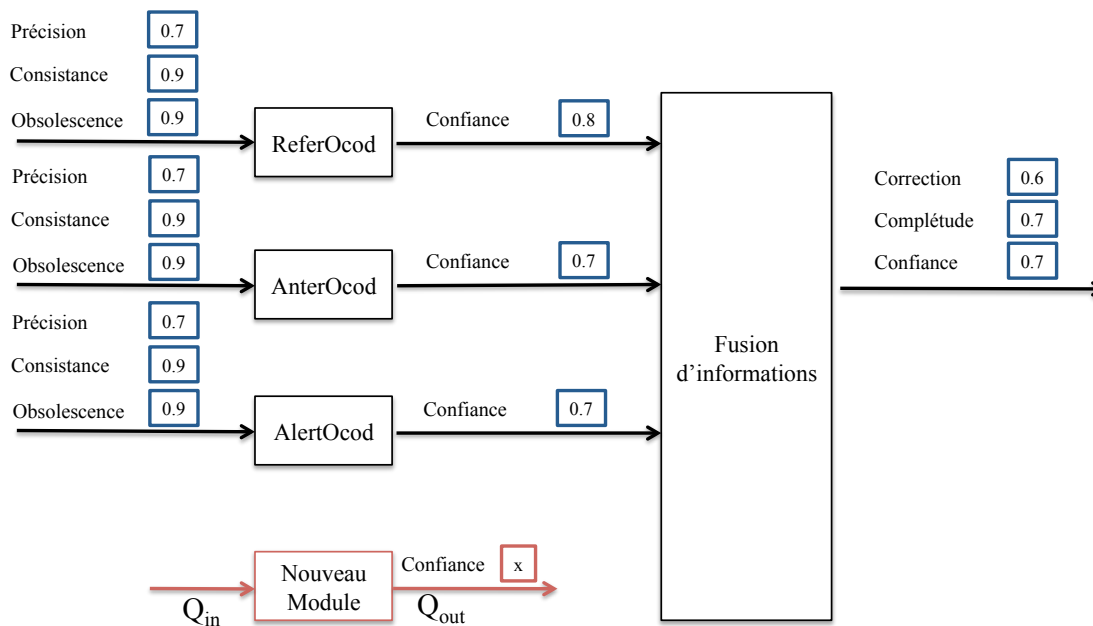 Précision 0.7
Consistance 0.9
Obsolescence 0.9
ReferOcod
Confiance 0.8
Précision 0.7
Consistance 0.9
Obsolescence 0.9
AnterOcod
Confiance 0.7
Précision 0.7
Consistance 0.9
Obsolescence 0.9
AlertOcod
Confiance 0.7
Fusion
d’informations
Correction 0.6
Complétude 0.7
Confiance 0.7
Qin
Nouveau
Module
Confiance x
Qout